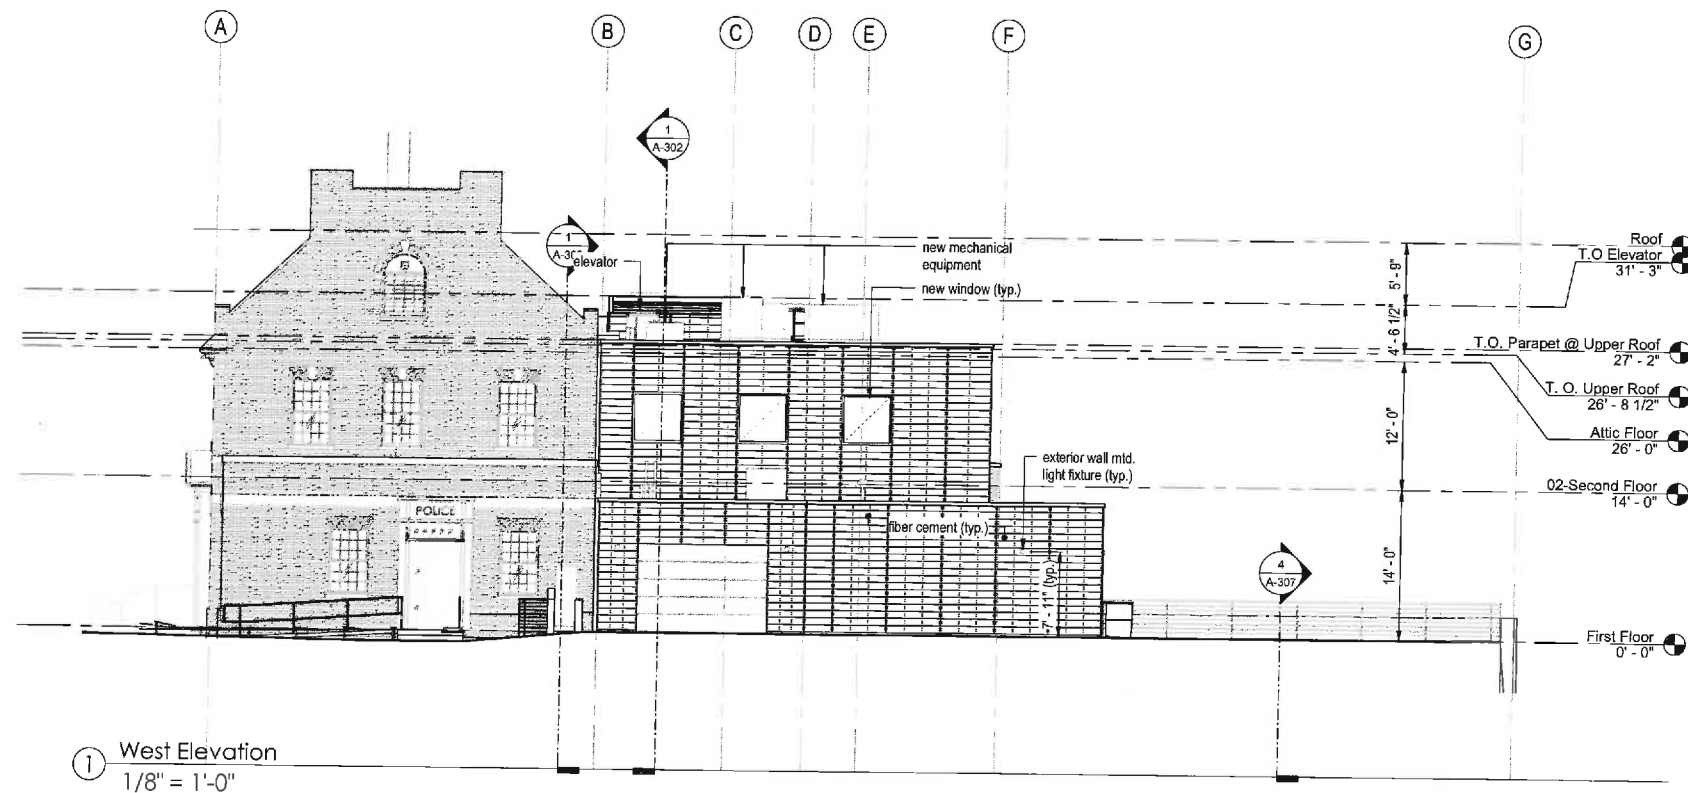 A
B
C
D
E
F
G
1
A-302
1
elevator
new mechanical
equipment
new window (typ.)
Roof
T.O Elevator
31' - 3"
5' - 9"
4' - 6 1/2"
T.O. Parapet @ Upper Roof
27' - 2"
T. O. Upper Roof
26' - 8 1/2"
12' - 0"
Attic Floor
26' - 0"
exterior wall mtd.
light fixture (typ.)
02-Second Floor
14' - 0"
POLICE
fiber cement (typ.)
7' - 11" (typ.)
14' - 0"
4
A-307
First Floor
0' - 0"
1
West Elevation
1/8" = 1'-0"